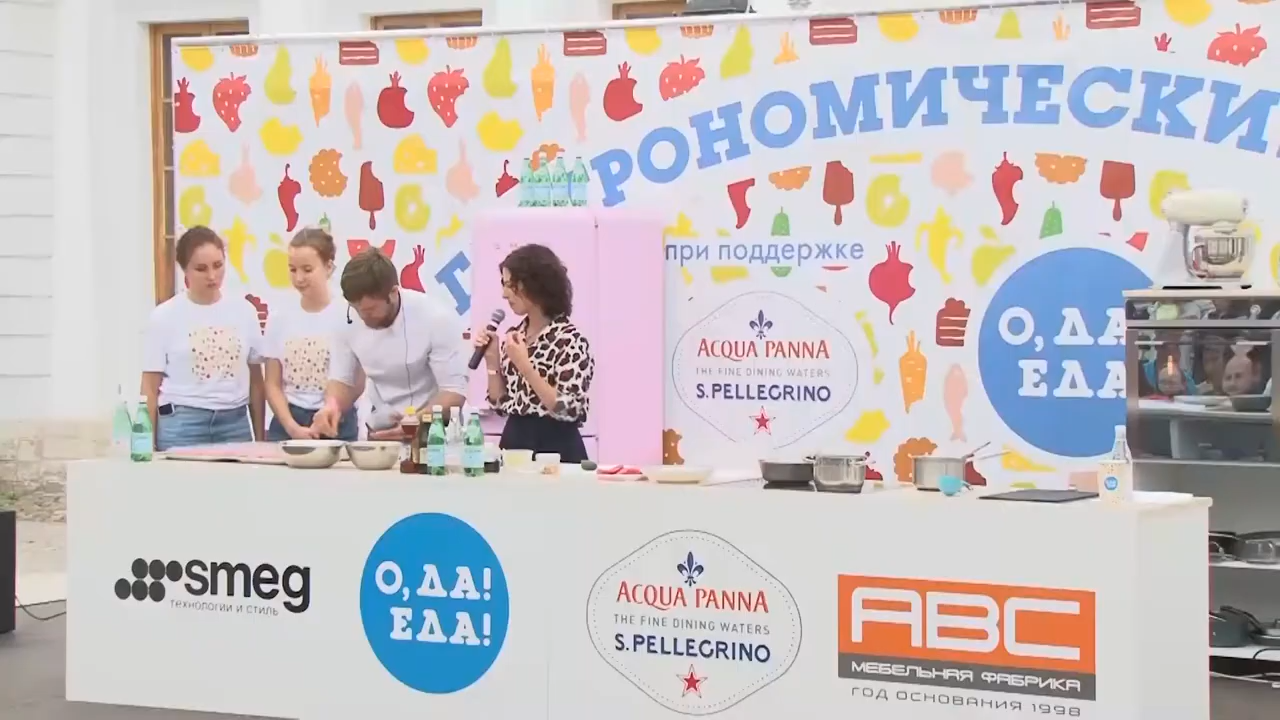 РОНОМИЧЕСКИ
при поддержке
ACQUA PANNA
THE FINE DINING WATERS
S.PELLEGRINO
О, ДА
ЕДА
smeg
технологии и стиль
О, ДА!
ЕДА!
ACQUA PANNA
THE FINE DINING WATERS
S.PELLEGRINO
АВС
МЕБЕЛЬНАЯ ФАБРИКА
ГОД ОСНОВАНИЯ 1998